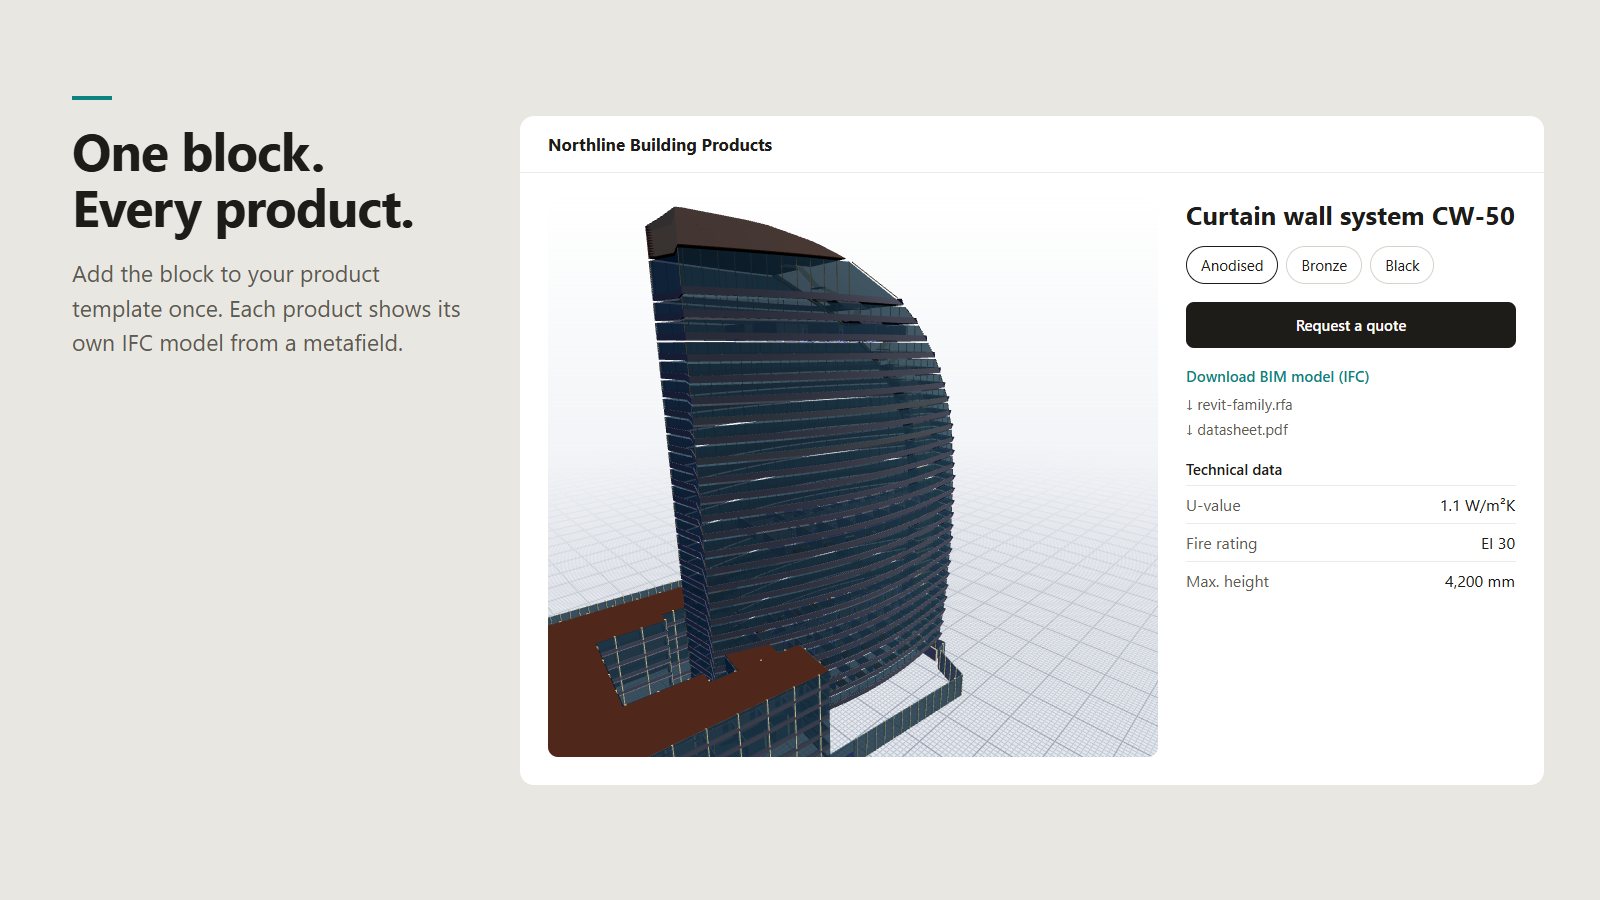 One block.
Every product.
Add the block to your product
template once. Each product shows its
own IFC model from a metafield.
Northline Building Products
Curtain wall system CW-50
Anodised Bronze Black
Request a quote
Download BIM model (IFC)
↓ revit-family.rfa
↓ datasheet.pdf
Technical data
U-value 1.1 W/m²K
Fire rating EI 30
Max. height 4,200 mm